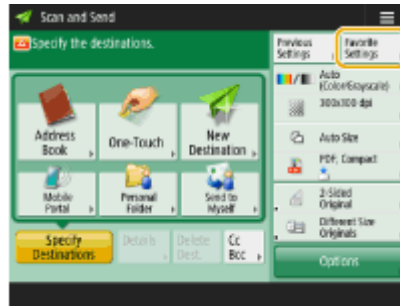 Scan and Send
Specify the destinations.
Previous
Settings
Favorite
Settings
Auto
(Color/Grayscale)
300x300 dpi
Address
Book
One-Touch
New
Destination
Auto Size
PDF; Compact
Mobile
Portal
Personal
Folder
Send to
Myself
2-Sided
Original
Different Size
Originals
Specify
Destinations
Details
Delete
Dest.
Cc
Bcc
Options